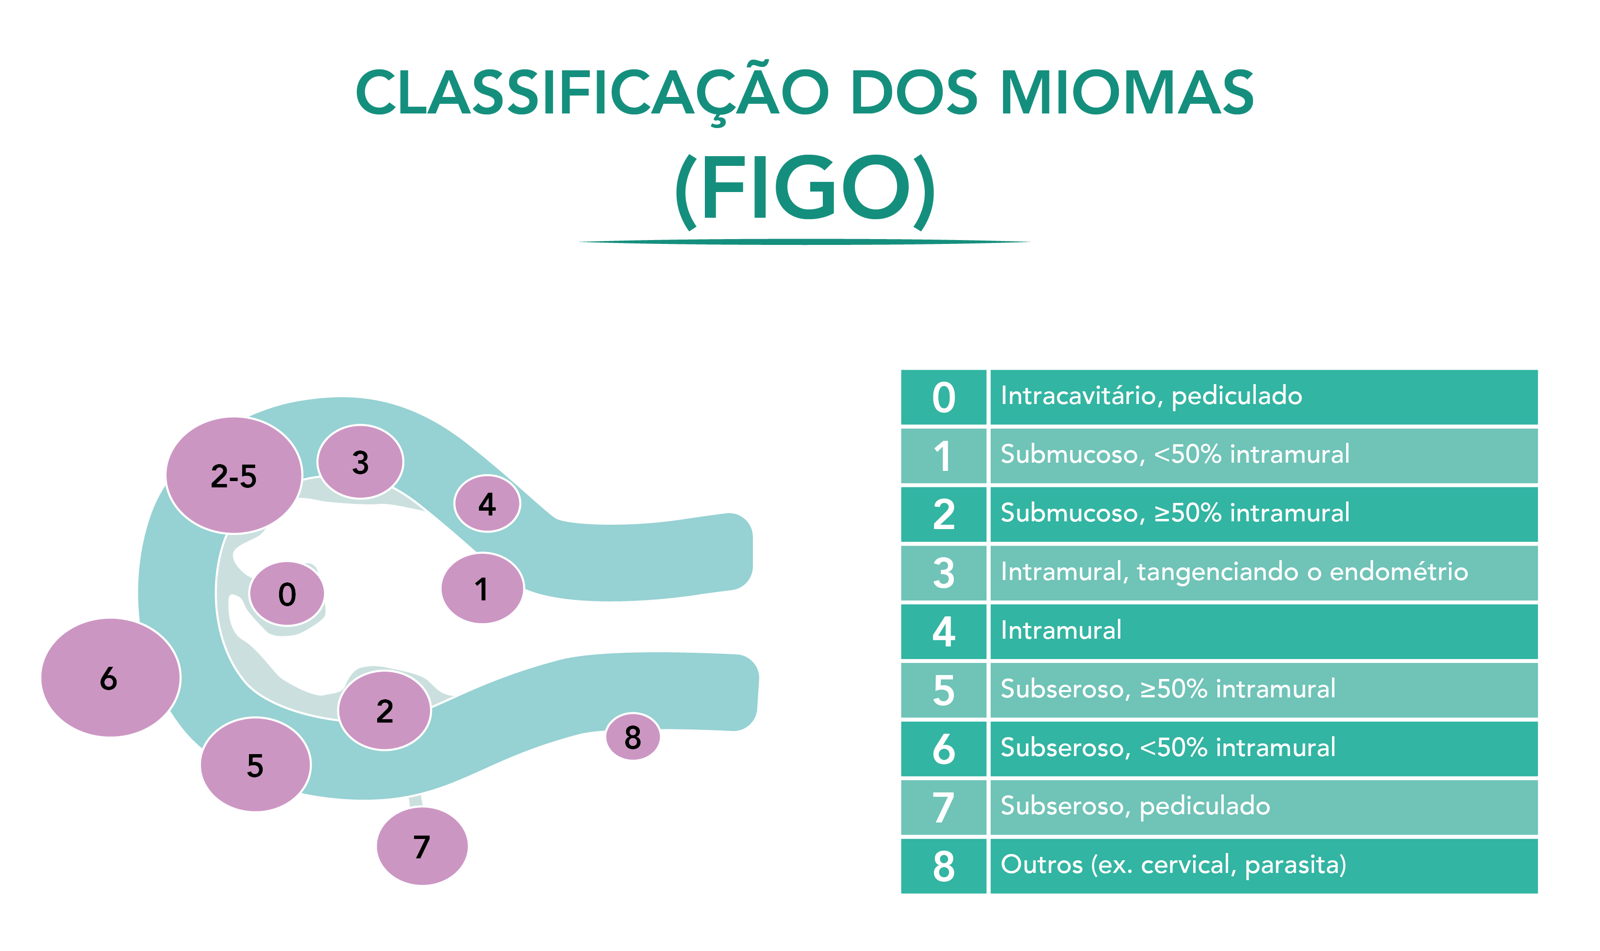 CLASSIFICAÇÃO DOS MIOMAS
(FIGO)
2-5
3
4
0
1
6
2
5
8
7
0 Intracavitário, pediculado
1 Submucoso, <50% intramural
2 Submucoso, ≥50% intramural
3 Intramural, tangenciando o endométrio
4 Intramural
5 Subseroso, ≥50% intramural
6 Subseroso, <50% intramural
7 Subseroso, pediculado
8 Outros (ex. cervical, parasita)